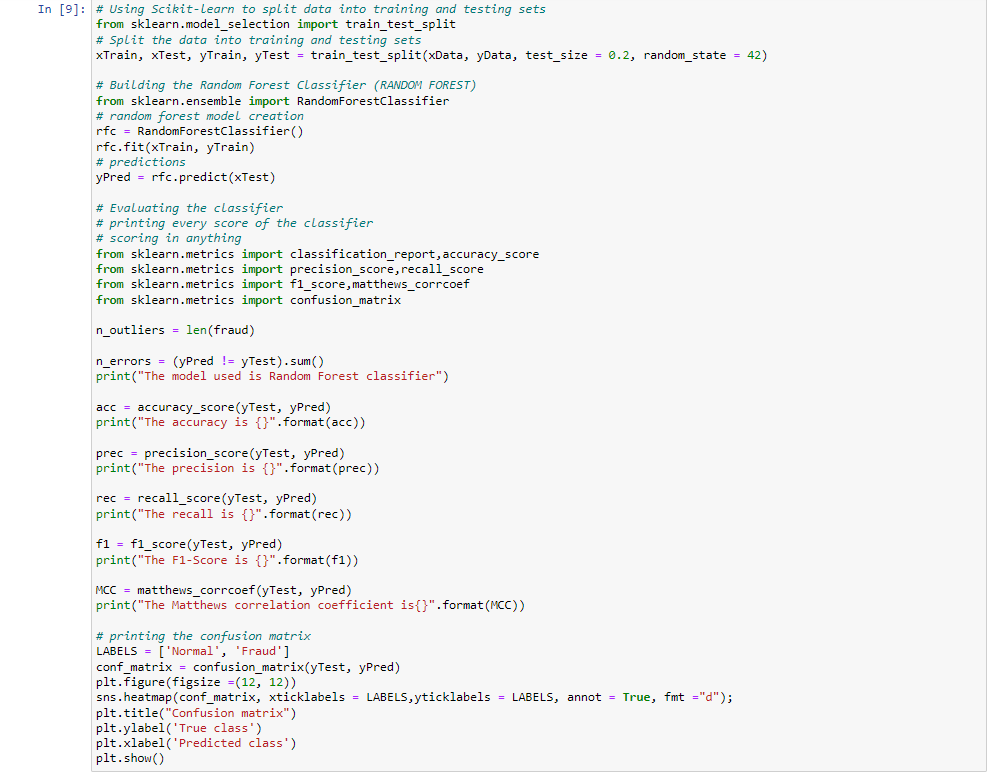 In [9]: # Using Scikit-learn to split data into training and testing sets
from sklearn.model_selection import train_test_split
# Split the data into training and testing sets
xTrain, xTest, yTrain, yTest = train_test_split(xData, yData, test_size = 0.2, random_state = 42)
# Building the Random Forest Classifier (RANDOM FOREST)
from sklearn.ensemble import RandomForestClassifier
# random forest model creation
rfc = RandomForestClassifier()
rfc.fit(xTrain, yTrain)
# predictions
yPred = rfc.predict(xTest)
# Evaluating the classifier
# printing every score of the classifier
# scoring in anything
from sklearn.metrics import classification_report,accuracy_score
from sklearn.metrics import precision_score,recall_score
from sklearn.metrics import f1_score,matthews_corrcoef
from sklearn.metrics import confusion_matrix
n_outliers = len(fraud)
n_errors = (yPred != yTest).sum()
print("The model used is Random Forest classifier")
acc = accuracy_score(yTest, yPred)
print("The accuracy is {}".format(acc))
prec = precision_score(yTest, yPred)
print("The precision is {}".format(prec))
rec = recall_score(yTest, yPred)
print("The recall is {}".format(rec))
f1 = f1_score(yTest, yPred)
print("The F1-Score is {}".format(f1))
MCC = matthews_corrcoef(yTest, yPred)
print("The Matthews correlation coefficient is{}".format(MCC))
# printing the confusion matrix
LABELS = ['Normal', 'Fraud']
conf_matrix = confusion_matrix(yTest, yPred)
plt.figure(figsize =(12, 12))
sns.heatmap(conf_matrix, xticklabels = LABELS,yticklabels = LABELS, annot = True, fmt ="d");
plt.title("Confusion matrix")
plt.ylabel('True class')
plt.xlabel('Predicted class')
plt.show()